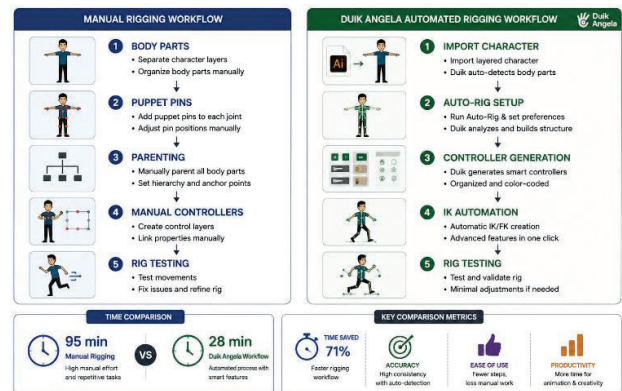 MANUAL RIGGING WORKFLOW
1 BODY PARTS
• Separate character layers
• Organize body parts manually
2 PUPPET PINS
• Add puppet pins to each joint
• Adjust pin positions manually
3 PARENTING
• Manually parent all body parts
• Set hierarchy and anchor points
4 MANUAL CONTROLLERS
• Create control layers
• Link properties manually
5 RIG TESTING
• Test movements
• Fix issues and refine rig
DUIK ANGELA AUTOMATED RIGGING WORKFLOW
Duik
Angela
Ai
1 IMPORT CHARACTER
• Import layered character
• Duik auto-detects body parts
2 AUTO-RIG SETUP
• Run Auto-Rig & set preferences
• Duik analyzes and builds structure
3 CONTROLLER GENERATION
• Duik generates smart controllers
• Organized and color-coded
4 IK AUTOMATION
• Automatic IK/FK creation
• Advanced features in one click
5 RIG TESTING
• Test and validate rig
• Minimal adjustments if needed
TIME COMPARISON
95 min
Manual Rigging
High manual effort
and repetitive tasks
VS
28 min
Duik Angela Workflow
Automated process with
smart features
KEY COMPARISON METRICS
TIME SAVED
71%
Faster rigging
workflow
ACCURACY
High consistency
with auto-detection
EASE OF USE
Fewer steps,
less manual work
PRODUCTIVITY
More time for
animation & creativity